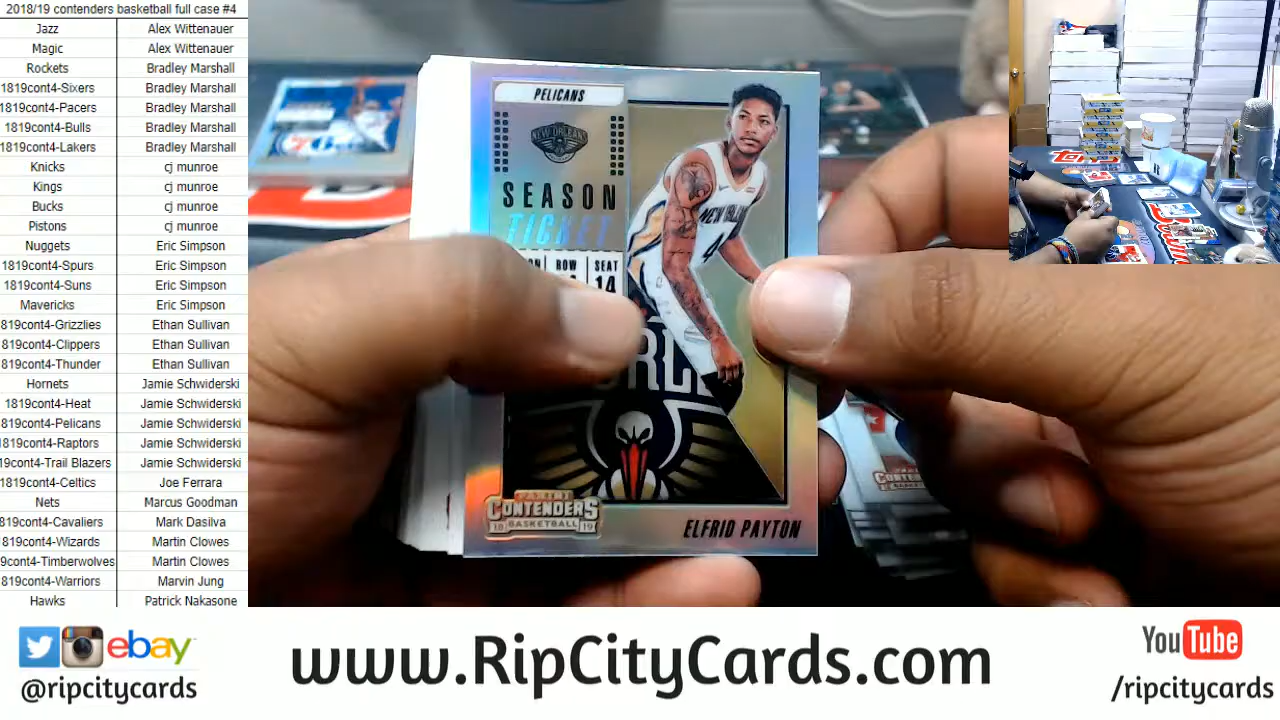 2018/19 contenders basketball full case #4
Jazz Alex Wittenauer
Magic Alex Wittenauer
Rockets Bradley Marshall
1819cont4-Sixers Bradley Marshall
1819cont4-Pacers Bradley Marshall
1819cont4-Bulls Bradley Marshall
1819cont4-Lakers Bradley Marshall
Knicks cj munroe
Kings cj munroe
Bucks cj munroe
Pistons cj munroe
Nuggets Eric Simpson
1819cont4-Spurs Eric Simpson
1819cont4-Suns Eric Simpson
Mavericks Eric Simpson
819cont4-Grizzlies Ethan Sullivan
819cont4-Clippers Ethan Sullivan
819cont4-Thunder Ethan Sullivan
Hornets Jamie Schwiderski
1819cont4-Heat Jamie Schwiderski
819cont4-Pelicans Jamie Schwiderski
819cont4-Raptors Jamie Schwiderski
19cont4-Trail Blazers Jamie Schwiderski
1819cont4-Celtics Joe Ferrara
Nets Marcus Goodman
819cont4-Cavaliers Mark Dasilva
819cont4-Wizards Martin Clowes
9cont4-Timberwolves Martin Clowes
819cont4-Warriors Marvin Jung
Hawks Patrick Nakasone
PELICANS
NEW ORLEANS
SEASON
TICKET
ROW SEAT
14
NEW
4
PANINI
CONTENDERS
18 BASKETBALL 19
ELFRID PAYTON
ebay
@ripcitycards
www.RipCityCards.com
YouTube
/ripcitycards